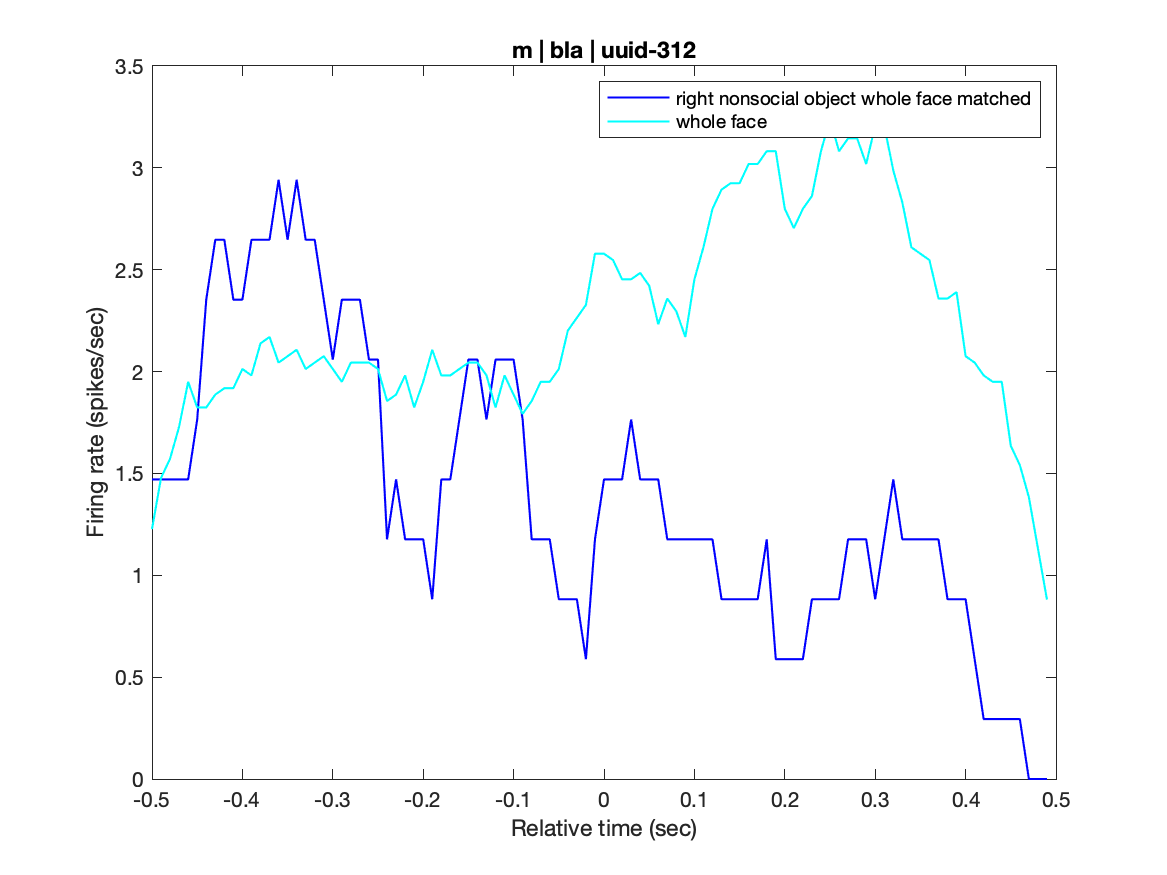 m | bla | uuid-312
3.5
3
2.5
2
1.5
1
0.5
0
Firing rate (spikes/sec)
right nonsocial object whole face matched
whole face
-0.5 -0.4 -0.3 -0.2 -0.1 0 0.1 0.2 0.3 0.4 0.5
Relative time (sec)